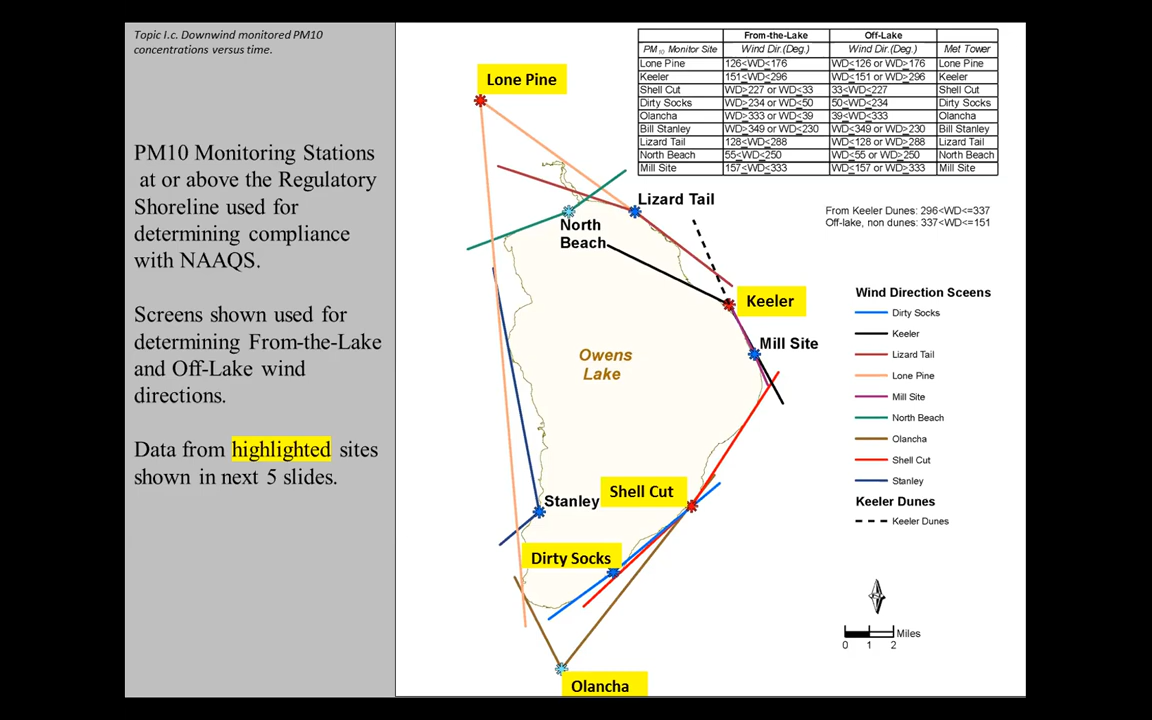 Topic I.c. Downwind monitored PM10
concentrations versus time.
PM10 Monitoring Stations
at or above the Regulatory
Shoreline used for
determining compliance
with NAAQS.
Screens shown used for
determining From-the-Lake
and Off-Lake wind
directions.
Data from highlighted sites
shown in next 5 slides.
From-the-Lake Off-Lake
PM10 Monitor Site Wind Dir.(Deg.) Wind Dir.(Deg.) Met Tower
Lone Pine 126<WD<176 WD<126 or WD>176 Lone Pine
Keeler 151<WD<296 WD<151 or WD>296 Keeler
Shell Cut WD>227 or WD<33 33<WD<227 Shell Cut
Dirty Socks WD>234 or WD<50 50<WD<234 Dirty Socks
Olancha WD>333 or WD<39 39<WD<333 Olancha
Bill Stanley WD>349 or WD<230 WD<349 or WD>230 Bill Stanley
Lizard Tail 128<WD<288 WD<128 or WD>288 Lizard Tail
North Beach 55<WD<250 WD<55 or WD>250 North Beach
Mill Site 157<WD<333 WD<157 or WD>333 Mill Site
From Keeler Dunes: 296<WD<=337
Off-lake, non dunes: 337<WD<=151
Lone Pine
Lizard Tail
North
Beach
Keeler
Mill Site
Owens
Lake
Shell Cut
Stanley
Dirty Socks
Olancha
Wind Direction Sceens
Dirty Socks
Keeler
Lizard Tail
Lone Pine
Mill Site
North Beach
Olancha
Shell Cut
Stanley
Keeler Dunes
Keeler Dunes
Miles
0 1 2